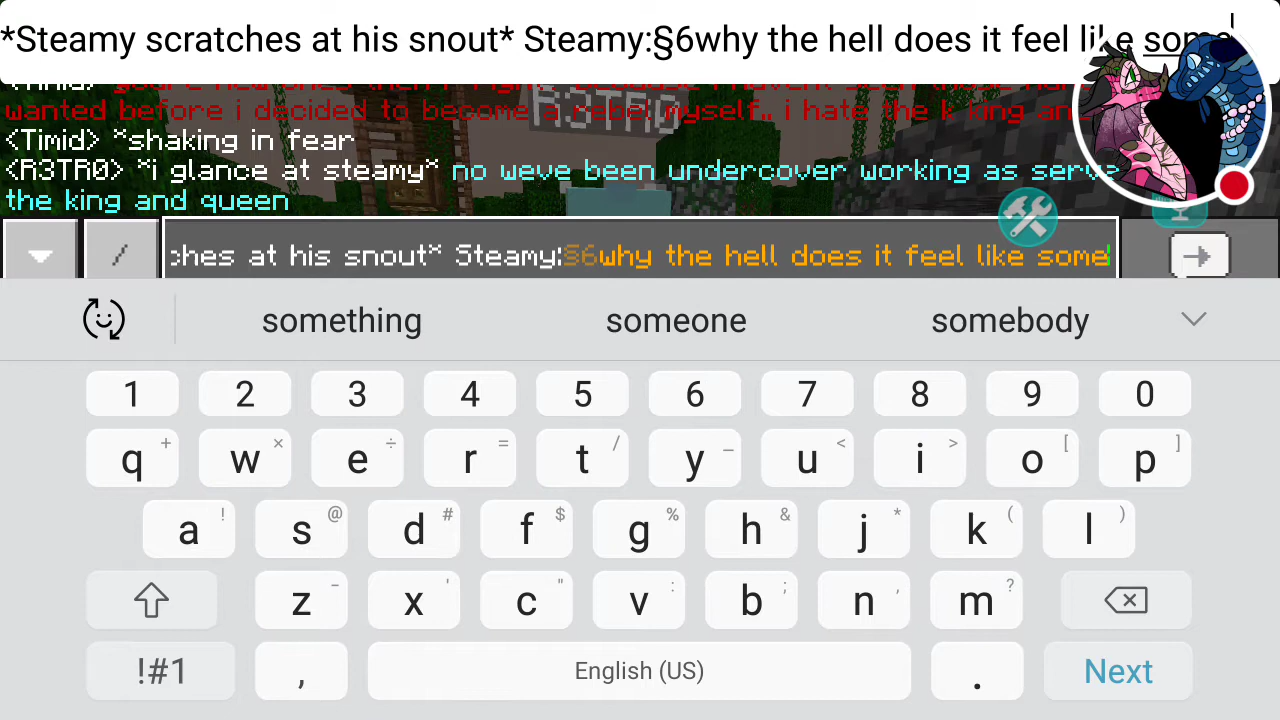 *Steamy scratches at his snout* Steamy:§6why the hell does it feel like some
wanted before i decided to become a rebel myself.. i hate the k king an
<Timid> *shaking in fear
<R3TR0> *i glance at steamy* no weve been undercover working as serv
the king and queen
/
ches at his snout* Steamy:§6why the hell does it feel like some
something someone somebody
1 2 3 4 5 6 7 8 9 0
q + w × e ÷ r = t / y _ u < i > o [ p ]
a ! s @ d # f $ g % h & j * k ( l )
z - x ' c " v : b ; n , m ?
!#1 , English (US) . Next